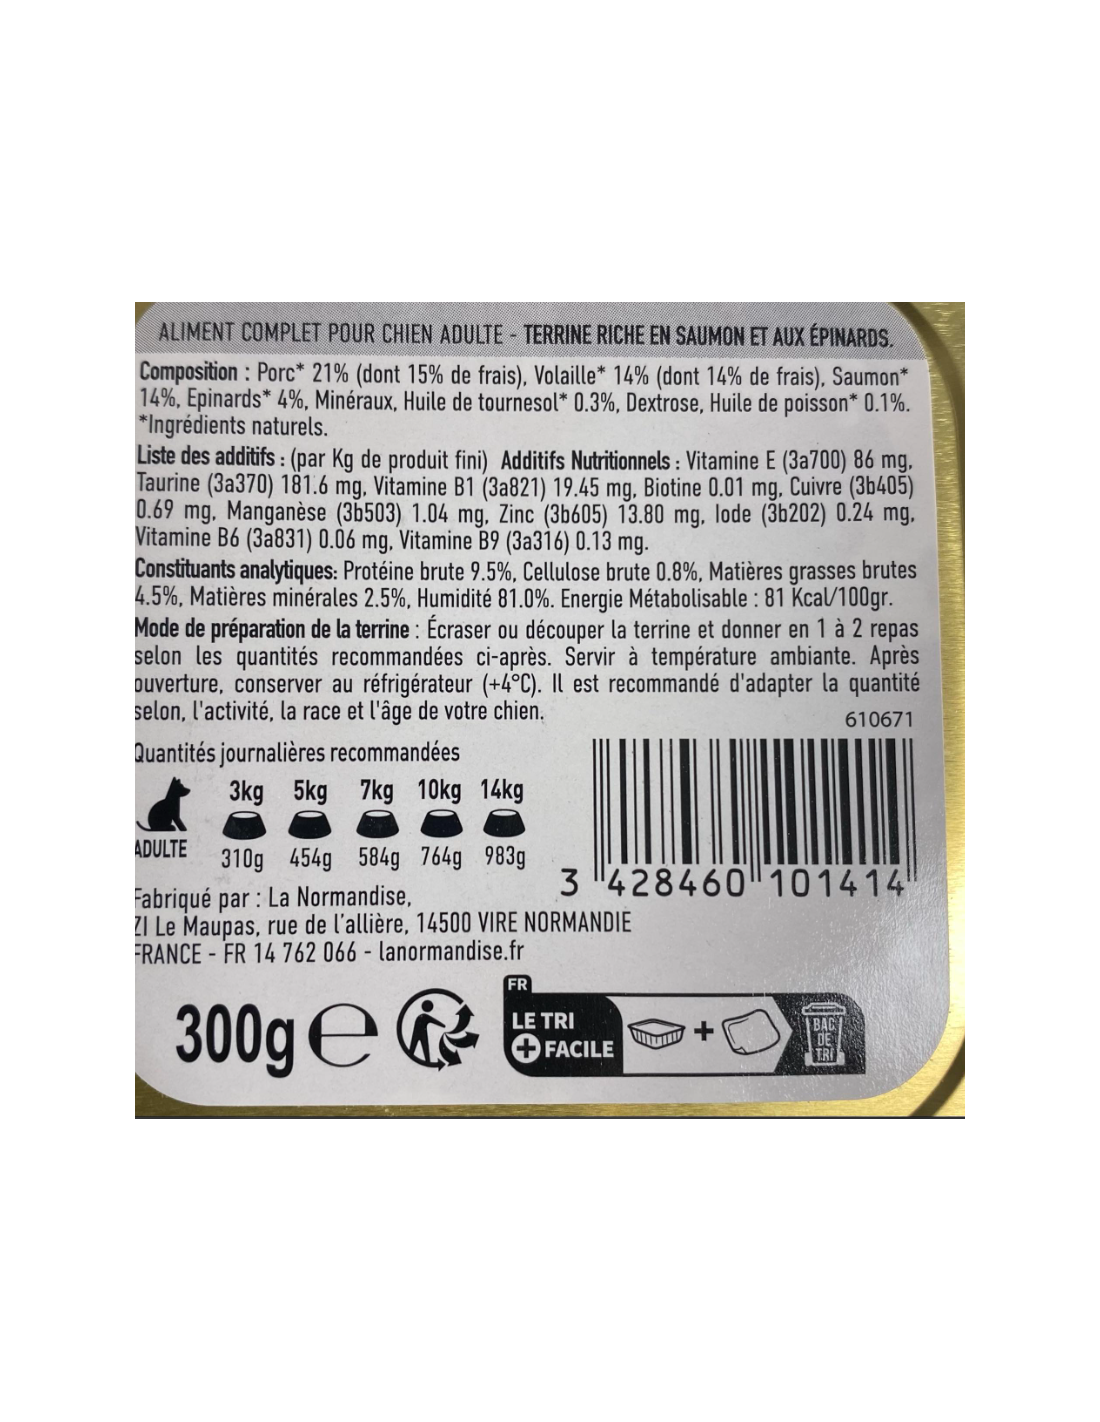 ALIMENT COMPLET POUR CHIEN ADULTE - TERRINE RICHE EN SAUMON ET AUX ÉPINARDS.
Composition : Porc* 21% (dont 15% de frais), Volaille* 14% (dont 14% de frais), Saumon*
14%, Epinards* 4%, Minéraux, Huile de tournesol* 0.3%, Dextrose, Huile de poisson* 0.1%.
*Ingrédients naturels.
Liste des additifs : (par Kg de produit fini) Additifs Nutritionnels : Vitamine E (3a700) 86 mg,
Taurine (3a370) 181.6 mg, Vitamine B1 (3a821) 19.45 mg, Biotine 0.01 mg, Cuivre (3b405)
0.69 mg, Manganèse (3b503) 1.04 mg, Zinc (3b605) 13.80 mg, Iode (3b202) 0.24 mg,
Vitamine B6 (3a831) 0.06 mg, Vitamine B9 (3a316) 0.13 mg.
Constituants analytiques: Protéine brute 9.5%, Cellulose brute 0.8%, Matières grasses brutes
4.5%, Matières minérales 2.5%, Humidité 81.0%. Energie Métabolisable : 81 Kcal/100gr.
Mode de préparation de la terrine : Écraser ou découper la terrine et donner en 1 à 2 repas
selon les quantités recommandées ci-après. Servir à température ambiante. Après
ouverture, conserver au réfrigérateur (+4°C). Il est recommandé d'adapter la quantité
selon, l'activité, la race et l'âge de votre chien.
610671
Quantités journalières recommandées
3kg 5kg 7kg 10kg 14kg
ADULTE
310g 454g 584g 764g 983g
3 428460 101414
Fabriqué par : La Normandise,
ZI Le Maupas, rue de l'allière, 14500 VIRE NORMANDIE
FRANCE - FR 14 762 066 - lanormandise.fr
300g e
FR
LE TRI
+ FACILE
+
BAC
DE
TRI